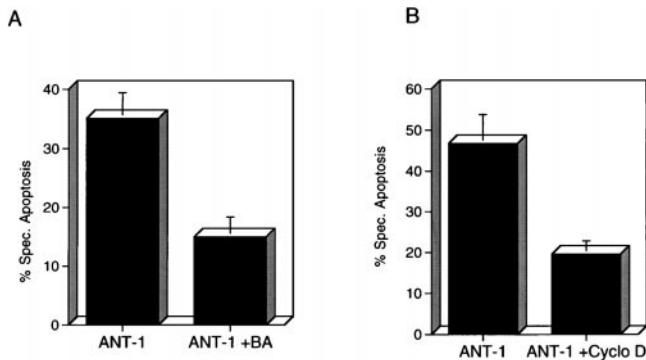 A
% Spec. Apoptosis
40
30
20
10
0
ANT-1
ANT-1 +BA
B
% Spec. Apoptosis
60
50
40
30
20
10
0
ANT-1
ANT-1 +Cyclo D